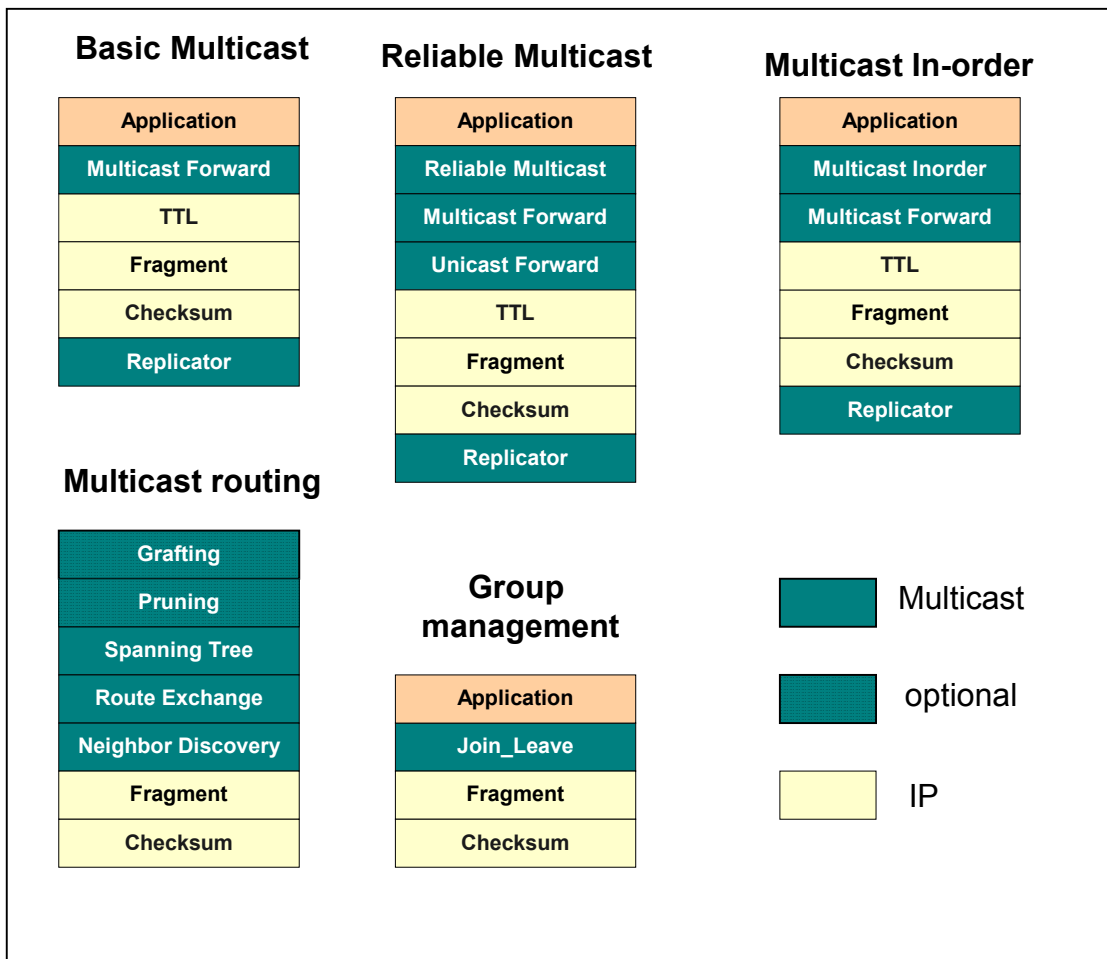 Basic Multicast
Application
Multicast Forward
TTL
Fragment
Checksum
Replicator
Reliable Multicast
Application
Reliable Multicast
Multicast Forward
Unicast Forward
TTL
Fragment
Checksum
Replicator
Multicast In-order
Application
Multicast Inorder
Multicast Forward
TTL
Fragment
Checksum
Replicator
Multicast routing
Grafting
Pruning
Spanning Tree
Route Exchange
Neighbor Discovery
Fragment
Checksum
Group
management
Application
Join_Leave
Fragment
Checksum
Multicast
optional
IP